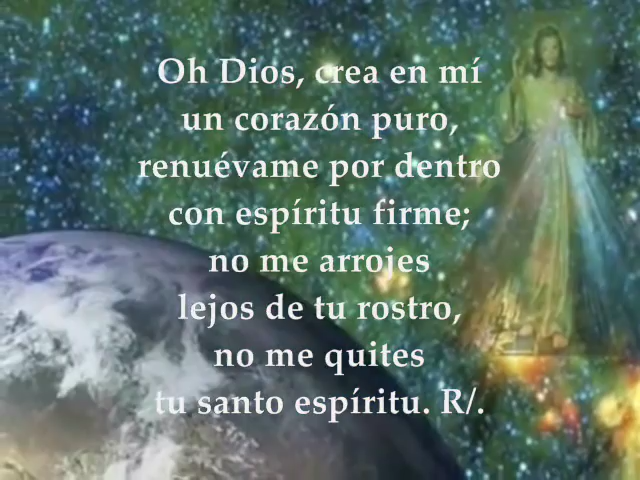 Oh Dios, crea en mí
un corazón puro,
renuévame por dentro
con espíritu firme;
no me arrojes
lejos de tu rostro,
no me quites
tu santo espíritu. R/.